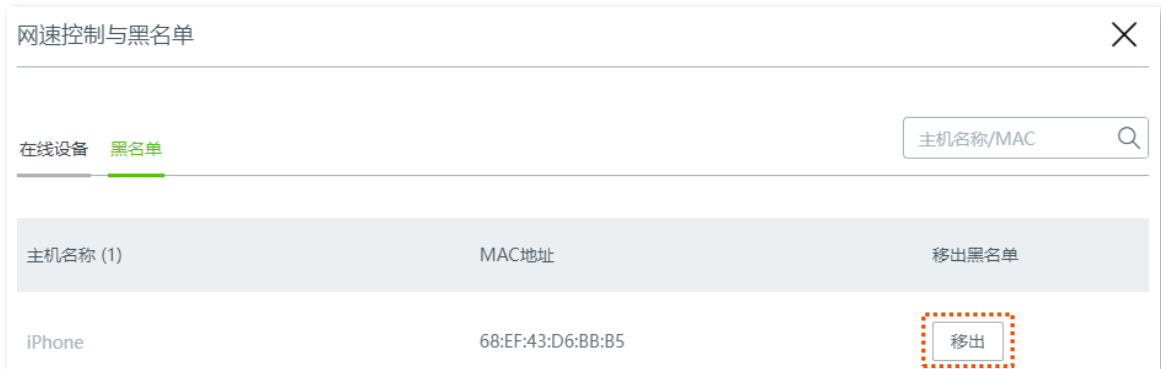 网速控制与黑名单
在线设备 黑名单
主机名称/MAC
主机名称 (1) MAC地址 移出黑名单
iPhone 68:EF:43:D6:BB:B5 移出